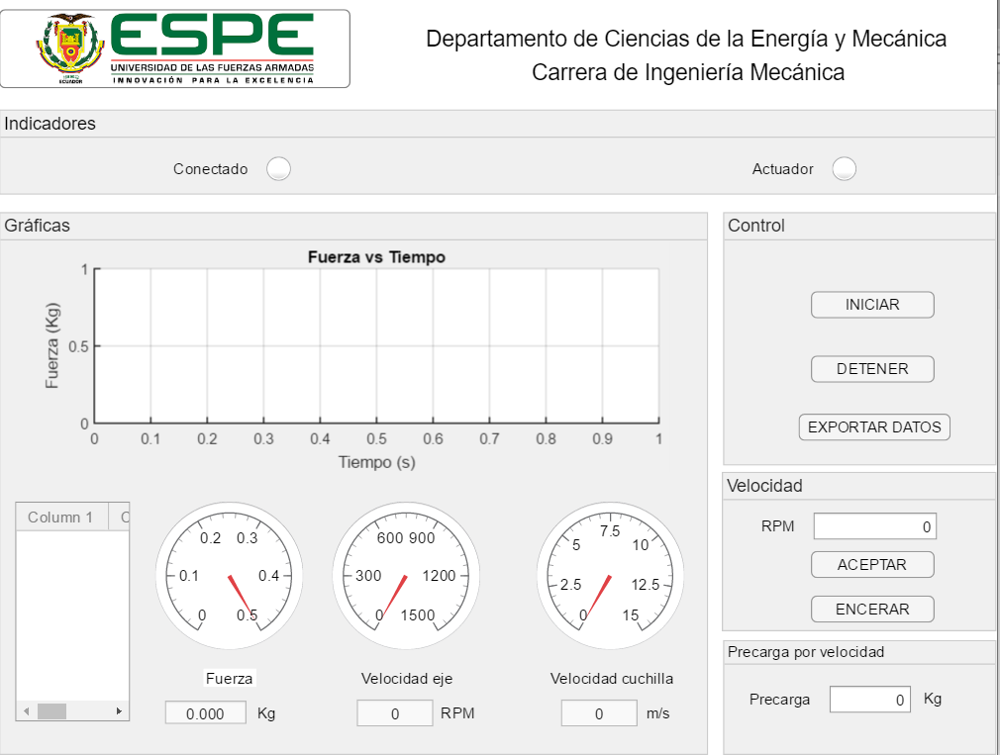 ESPE
UNIVERSIDAD DE LAS FUERZAS ARMADAS
INNOVACIÓN PARA LA EXCELENCIA
ECUADOR
Departamento de Ciencias de la Energía y Mecánica
Carrera de Ingeniería Mecánica
Indicadores
Conectado
Actuador
Gráficas
Fuerza vs Tiempo
1
0.5
0
Fuerza (Kg)
0 0.1 0.2 0.3 0.4 0.5 0.6 0.7 0.8 0.9 1
Tiempo (s)
Column 1 C
0 0.1 0.2 0.3 0.4 0.5
Fuerza
0.000 Kg
0 300 600 900 1200 1500
Velocidad eje
0 RPM
0 2.5 5 7.5 10 12.5 15
Velocidad cuchilla
0 m/s
Control
INICIAR
DETENER
EXPORTAR DATOS
Velocidad
RPM 0
ACEPTAR
ENCERAR
Precarga por velocidad
Precarga 0 Kg